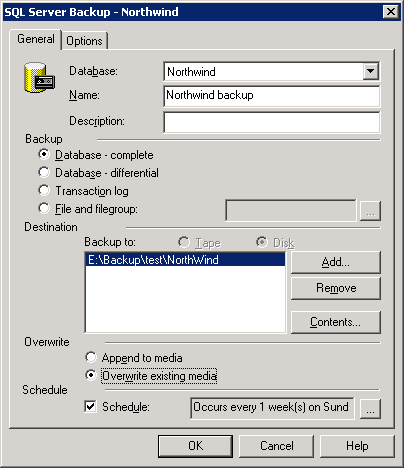 SQL Server Backup - Northwind
General Options
Database: Northwind
Name: Northwind backup
Description:
Backup
Database - complete
Database - differential
Transaction log
File and filegroup: ...
Destination
Backup to: Tape Disk
E:\Backup\test\NorthWind
Add...
Remove
Contents...
Overwrite
Append to media
Overwrite existing media
Schedule
Schedule: Occurs every 1 week(s) on Sund ...
OK Cancel Help